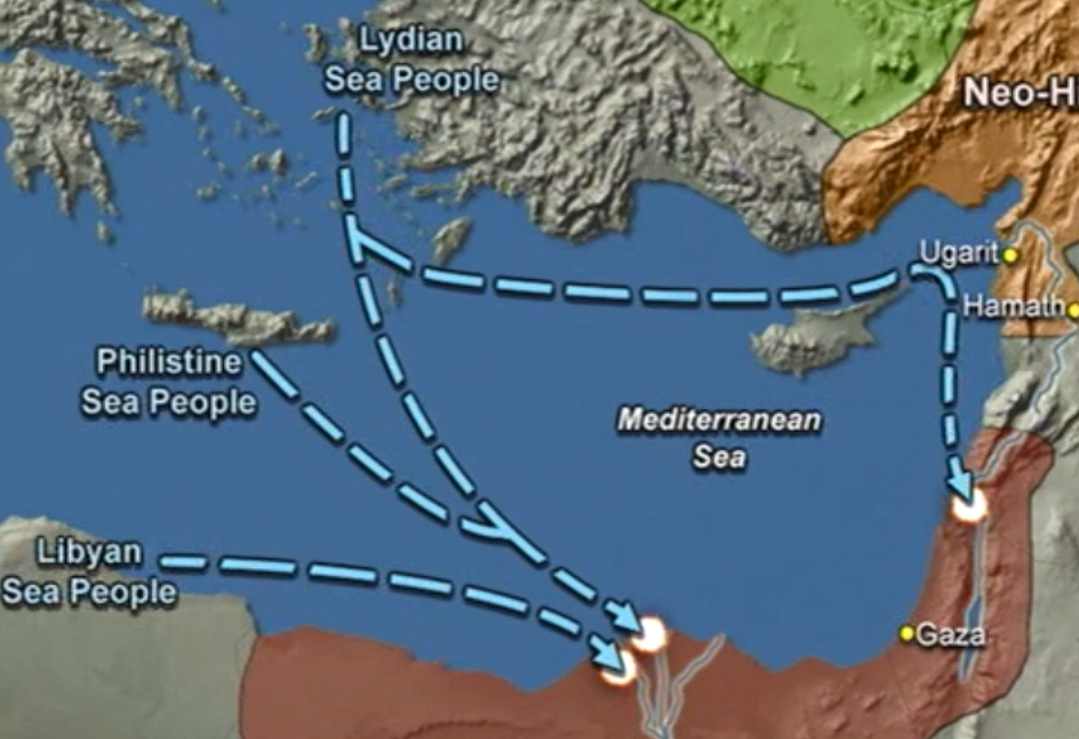 Lydian
Sea People
Neo-H
Ugarit
Hamath
Philistine
Sea People
Mediterranean
Sea
Libyan
Sea People
Gaza